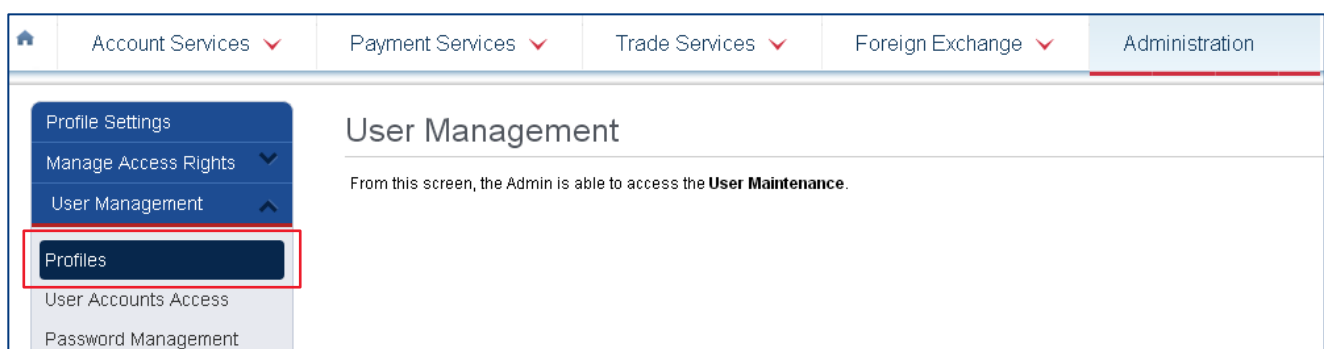 Account Services Payment Services Trade Services Foreign Exchange Administration
Profile Settings
Manage Access Rights
User Management
Profiles
User Accounts Access
Password Management
User Management
From this screen, the Admin is able to access the User Maintenance.